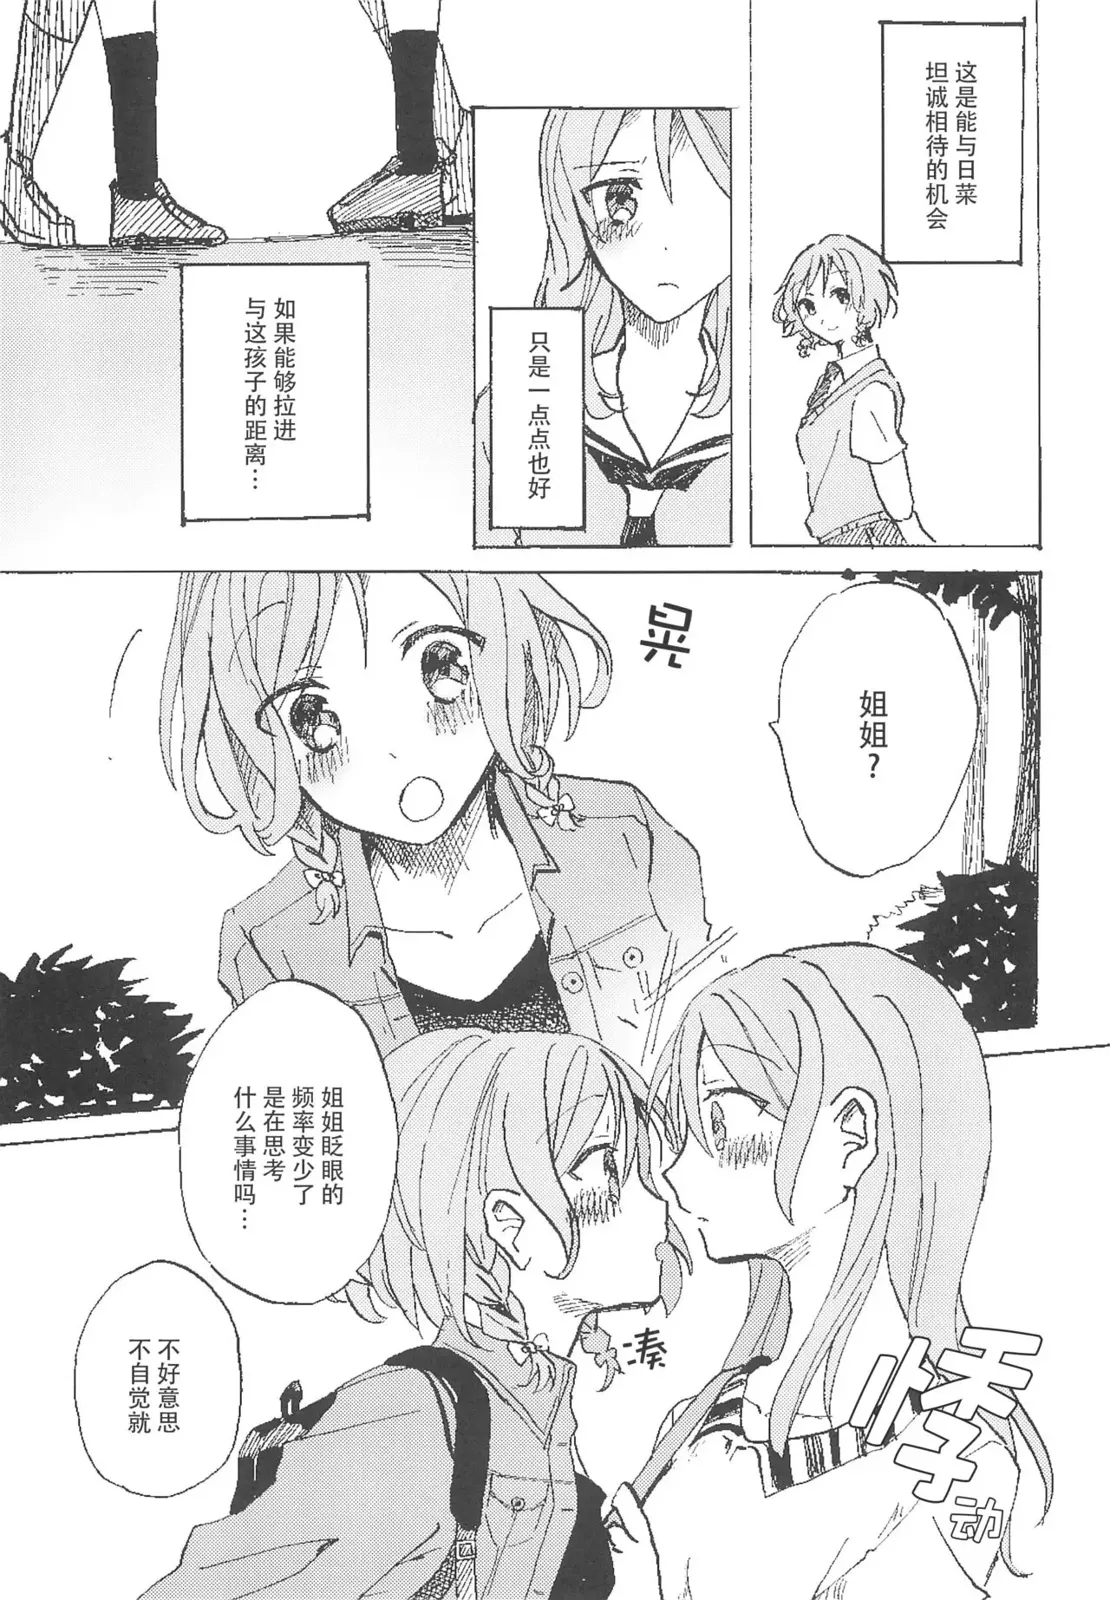 这是能与日菜
坦诚相待的机会
只是一点点也好
如果能够拉进
与这孩子的距离…
晃
姐姐？
姐姐眨眼的
频率变少了
是在思考
什么事情吗…
凑
悸动
不好意思
不自觉就